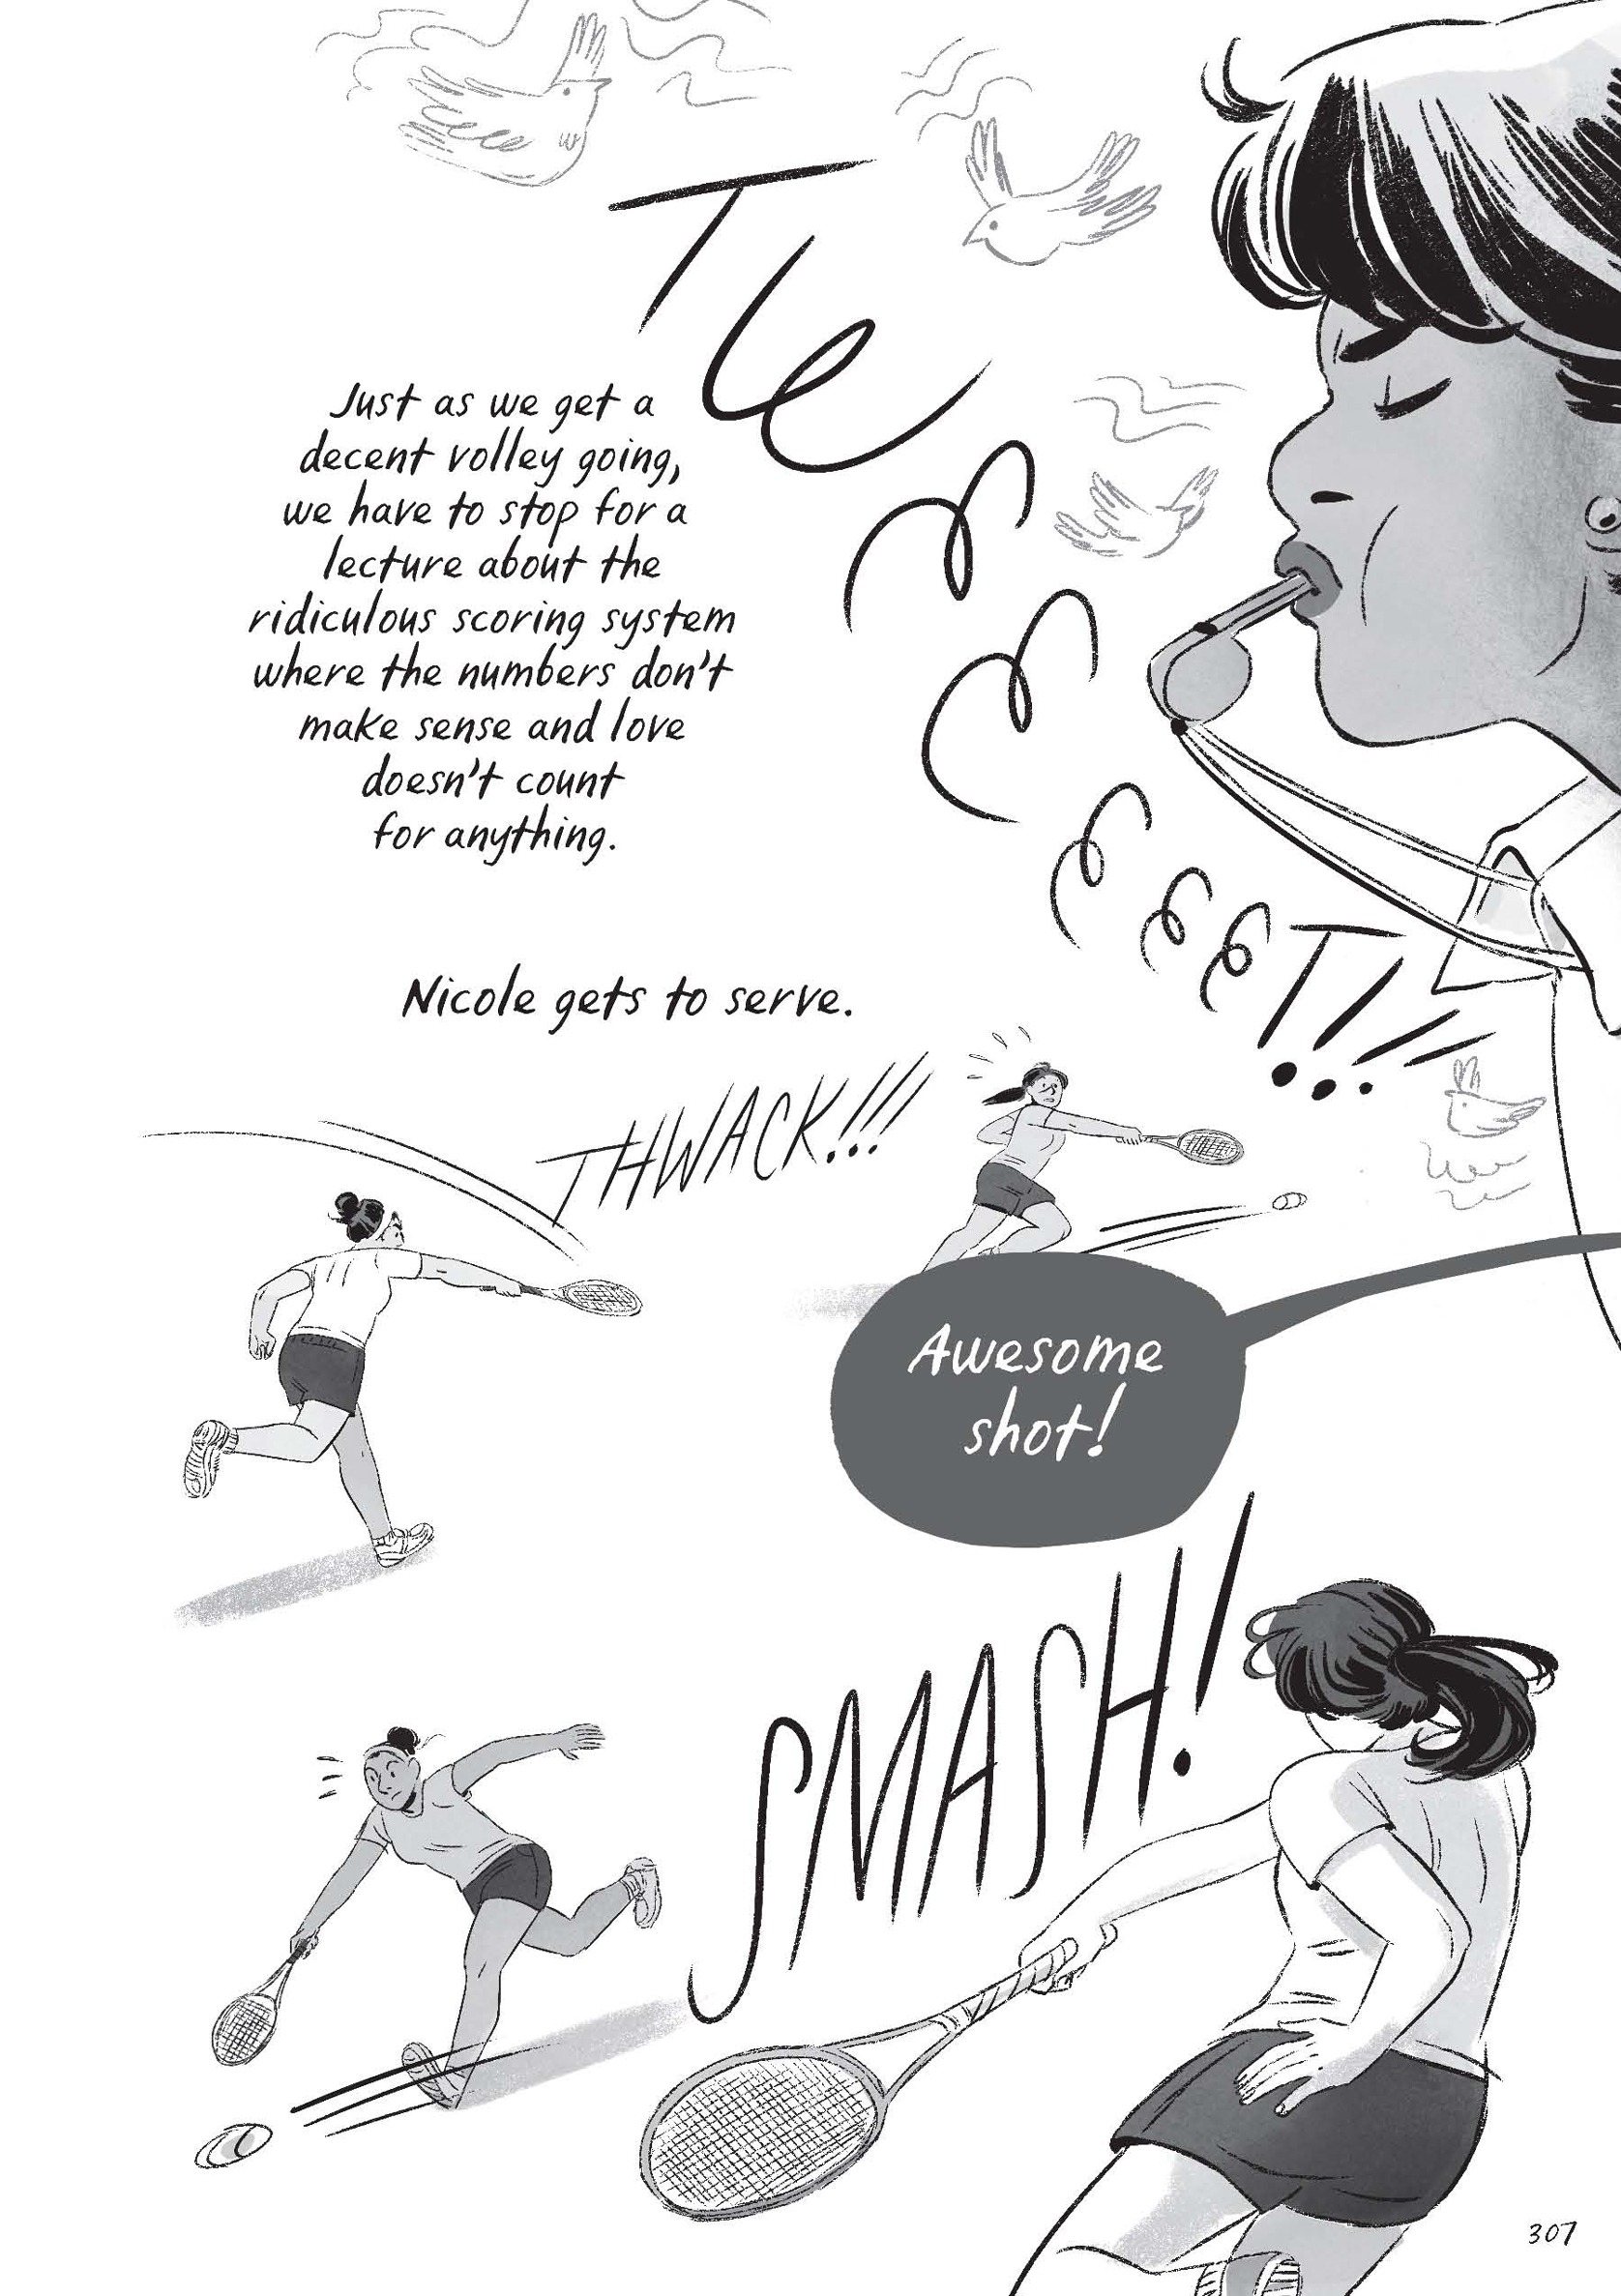 TWEEEEEET!!!!
Just as we get a
decent volley going,
we have to stop for a
lecture about the
ridiculous scoring system
where the numbers don't
make sense and love
doesn't count
for anything.
Nicole gets to serve.
THWACK!!!
Awesome
shot!
SMASH!
307